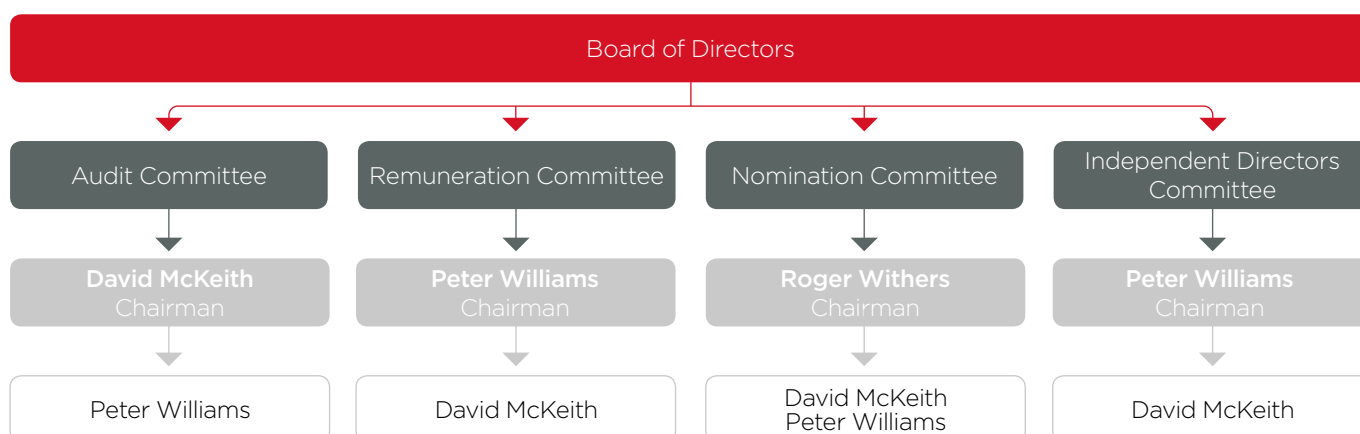 Board of Directors
Audit Committee
Remuneration Committee
Nomination Committee
Independent Directors
Committee
David McKeith
Chairman
Peter Williams
Chairman
Roger Withers
Chairman
Peter Williams
Chairman
Peter Williams
David McKeith
David McKeith
Peter Williams
David McKeith